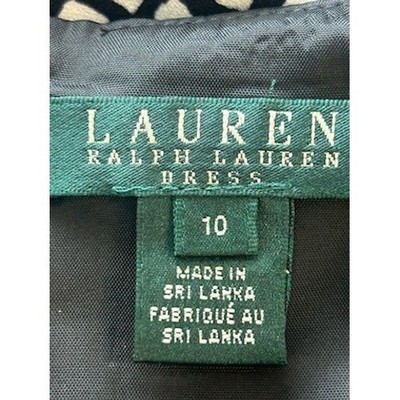 LAUREN
RALPH LAUREN
DRESS
10
MADE IN
SRI LANKA
FABRIQUÉ AU
SRI LANKA